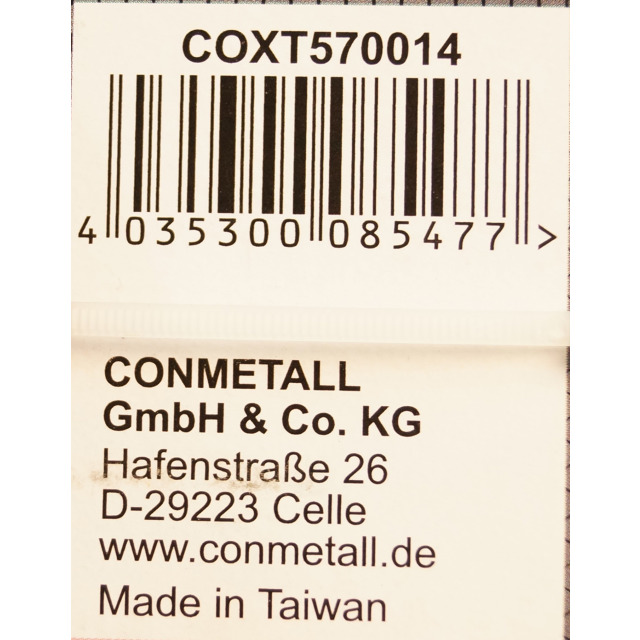 COXT570014
4 035300 085477 >
CONMETALL
GmbH & Co. KG
Hafenstraße 26
D-29223 Celle
www.conmetall.de
Made in Taiwan